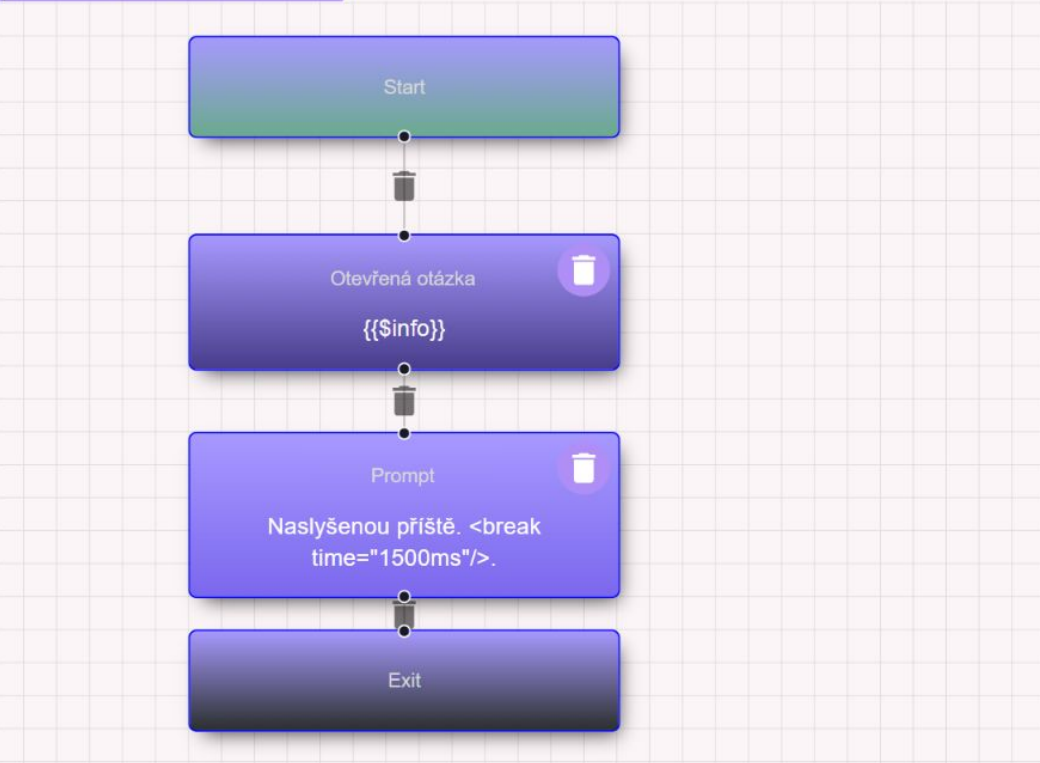 Start
Otevřená otázka
{{$info}}
Prompt
Naslyšenou příště. <break
time="1500ms"/>.
Exit